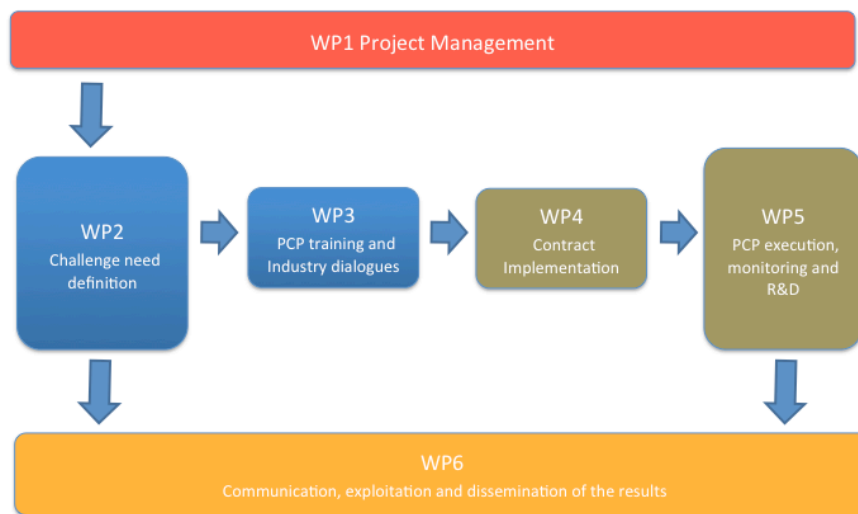 WP1 Project Management
WP2
Challenge need
definition
WP3
PCP training and
Industry dialogues
WP4
Contract
Implementation
WP5
PCP execution,
monitoring and
R&D
WP6
Communication, exploitation and dissemination of the results